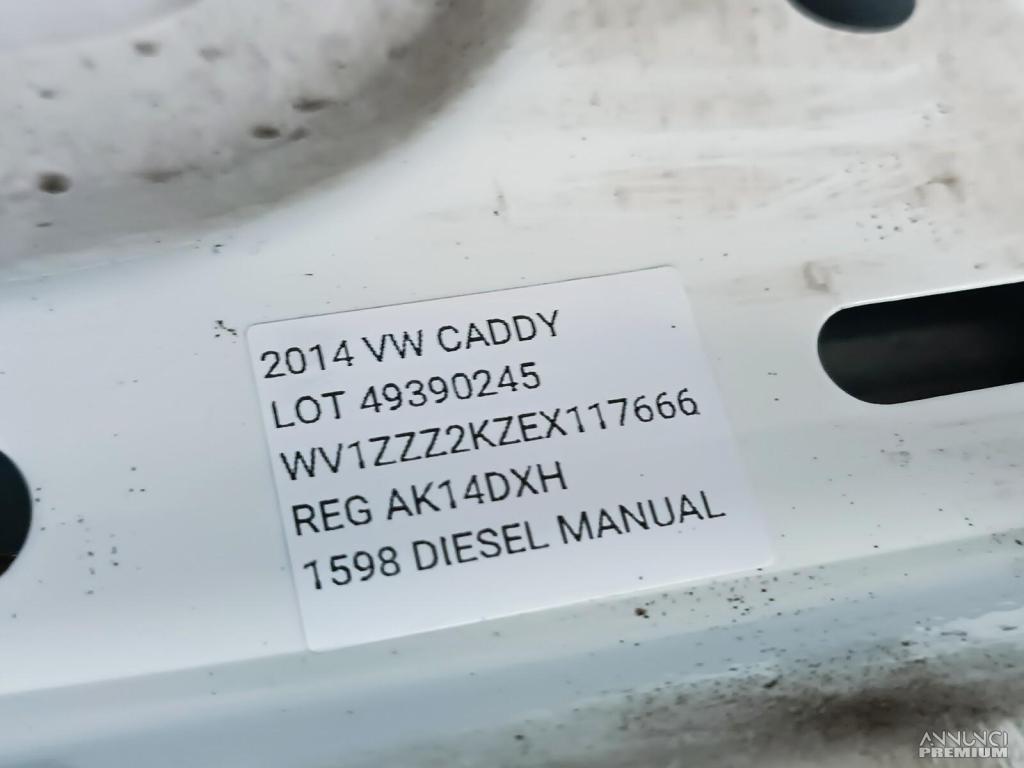 2014 VW CADDY
LOT 49390245
WV1ZZZ2KZEX117666
REG AK14DXH
1598 DIESEL MANUAL
ANNUNCI
PREMIUM